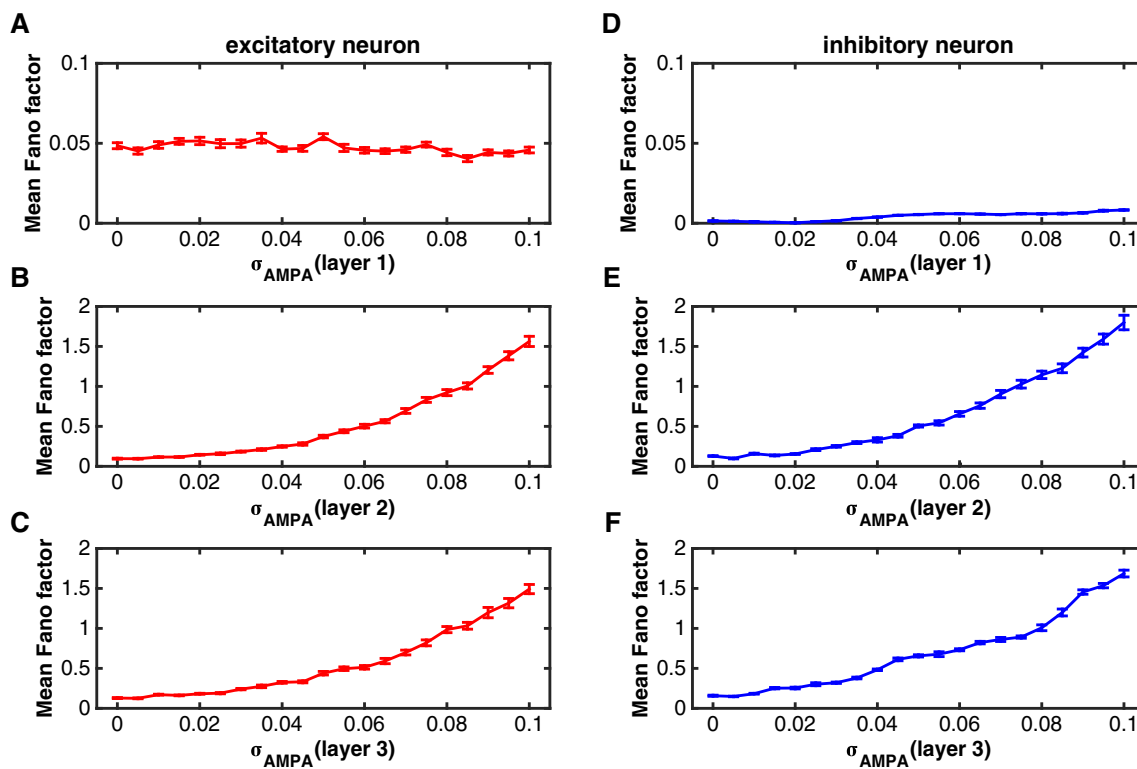 A
excitatory neuron
Mean Fano factor
0.1
0.05
0
0 0.02 0.04 0.06 0.08 0.1
σAMPA(layer 1)
B
Mean Fano factor
2
1.5
1
0.5
0
0 0.02 0.04 0.06 0.08 0.1
σAMPA(layer 2)
C
Mean Fano factor
2
1.5
1
0.5
0
0 0.02 0.04 0.06 0.08 0.1
σAMPA(layer 3)
D
inhibitory neuron
Mean Fano factor
0.1
0.05
0
0 0.02 0.04 0.06 0.08 0.1
σAMPA(layer 1)
E
Mean Fano factor
2
1.5
1
0.5
0
0 0.02 0.04 0.06 0.08 0.1
σAMPA(layer 2)
F
Mean Fano factor
2
1.5
1
0.5
0
0 0.02 0.04 0.06 0.08 0.1
σAMPA(layer 3)